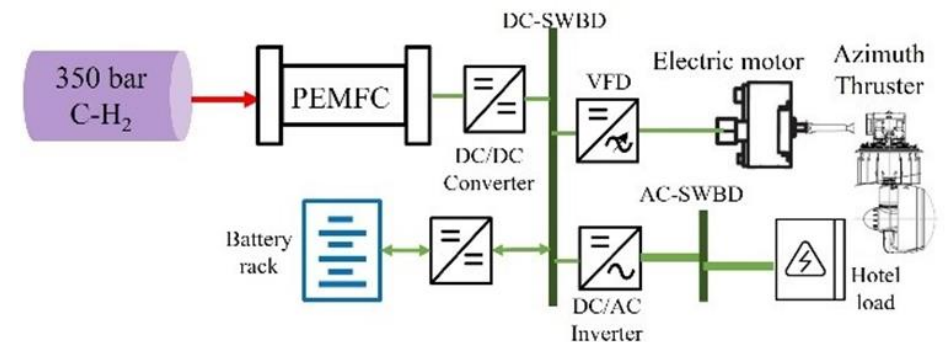 DC-SWBD
350 bar
C-H₂
PEMFC
DC/DC
Converter
VFD
Electric motor
Azimuth
Thruster
Battery
rack
AC-SWBD
DC/AC
Inverter
Hotel
load